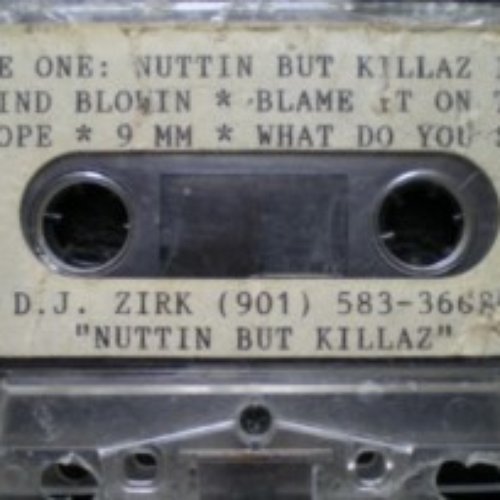 E ONE: NUTTIN BUT KILLAZ
IND BLOWIN * BLAME IT ON
OPE * 9 MM * WHAT DO YOU
D.J. ZIRK (901) 583-3668
"NUTTIN BUT KILLAZ"